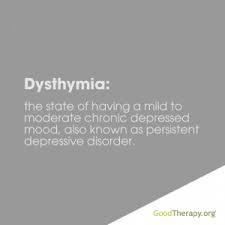 Dysthymia:
the state of having a mild to
moderate chronic depressed
mood, also known as persistent
depressive disorder.
GoodTherapy.org